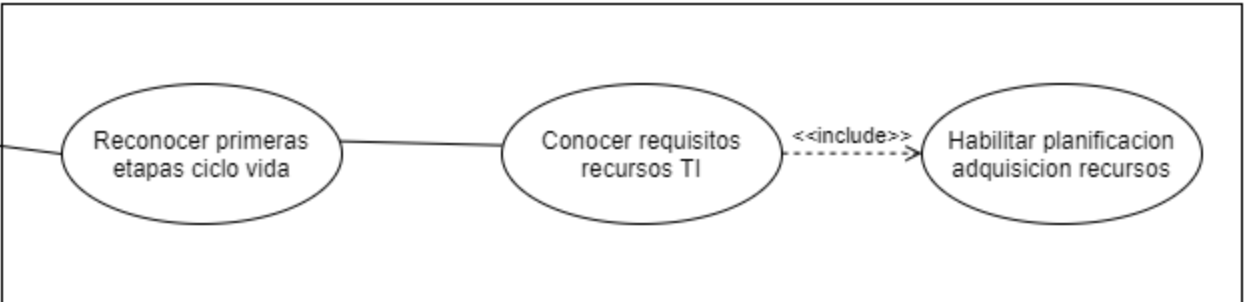 Reconocer primeras
etapas ciclo vida
Conocer requisitos
recursos TI
<<include>>
Habilitar planificacion
adquisicion recursos